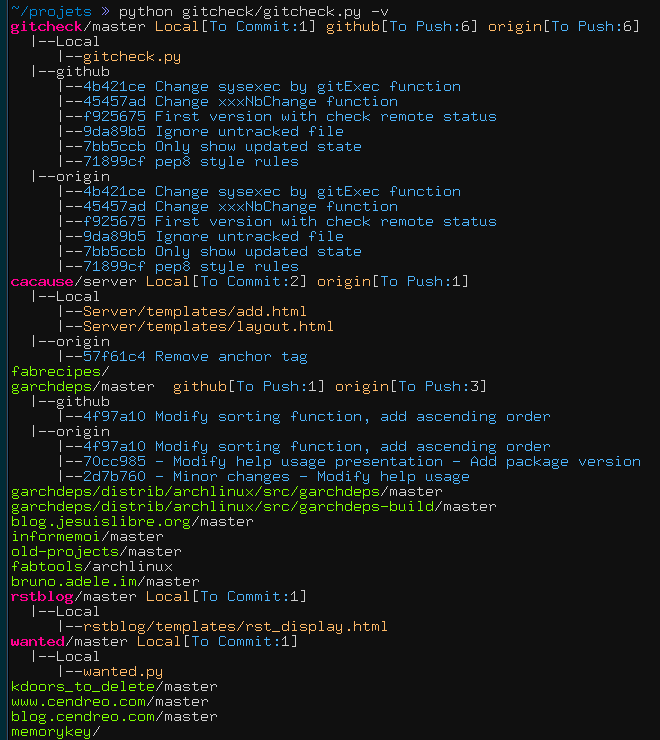 ~/projets » python gitcheck/gitcheck.py -v
gitcheck/master Local[To Commit:1] github[To Push:6] origin[To Push:6]
|--Local
|--gitcheck.py
|--github
|--4b421ce Change sysexec by gitExec function
|--45457ad Change xxxNbChange function
|--f925675 First version with check remote status
|--9da89b5 Ignore untracked file
|--7bb5ccb Only show updated state
|--71899cf pep8 style rules
|--origin
|--4b421ce Change sysexec by gitExec function
|--45457ad Change xxxNbChange function
|--f925675 First version with check remote status
|--9da89b5 Ignore untracked file
|--7bb5ccb Only show updated state
|--71899cf pep8 style rules
cacause/server Local[To Commit:2] origin[To Push:1]
|--Local
|--Server/templates/add.html
|--Server/templates/layout.html
|--origin
|--57f61c4 Remove anchor tag
fabrecipes/
garchdeps/master  github[To Push:1] origin[To Push:3]
|--github
|--4f97a10 Modify sorting function, add ascending order
|--origin
|--4f97a10 Modify sorting function, add ascending order
|--70cc985 - Modify help usage presentation - Add package version
|--2d7b760 - Minor changes - Modify help usage
garchdeps/distrib/archlinux/src/garchdeps/master
garchdeps/distrib/archlinux/src/garchdeps-build/master
blog.jesuislibre.org/master
informemoi/master
old-projects/master
fabtools/archlinux
bruno.adele.im/master
rstblog/master Local[To Commit:1]
|--Local
|--rstblog/templates/rst_display.html
wanted/master Local[To Commit:1]
|--Local
|--wanted.py
kdoors_to_delete/master
www.cendreo.com/master
blog.cendreo.com/master
memorykey/